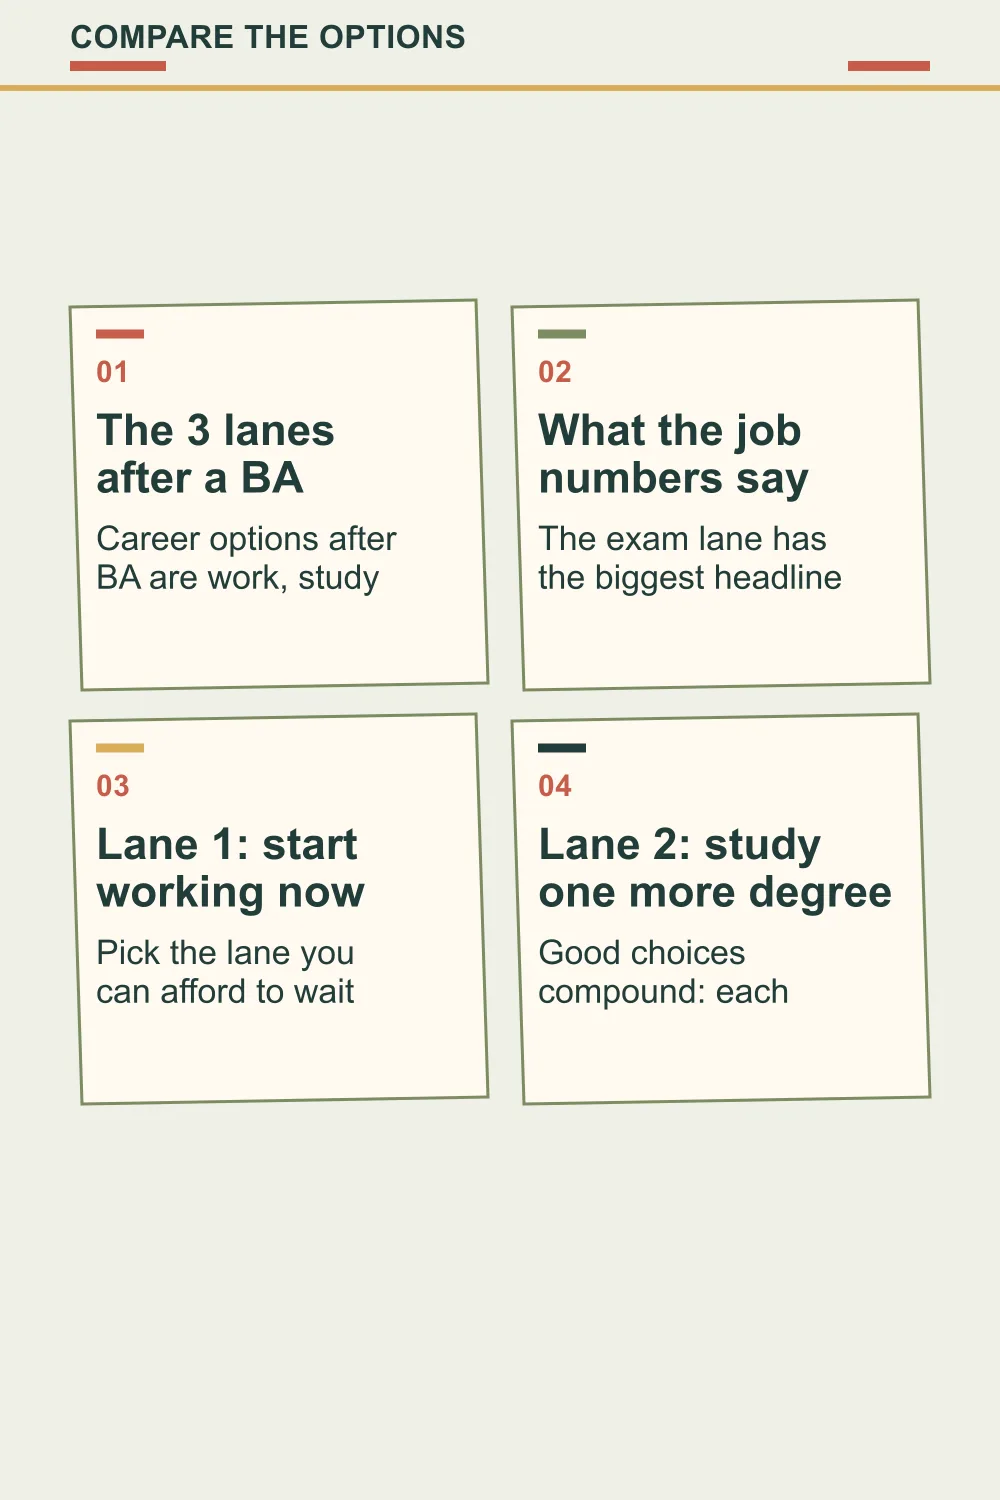 COMPARE THE OPTIONS
01
The 3 lanes
after a BA
Career options after
BA are work, study
02
What the job
numbers say
The exam lane has
the biggest headline
03
Lane 1: start
working now
Pick the lane you
can afford to wait
04
Lane 2: study
one more degree
Good choices
compound: each